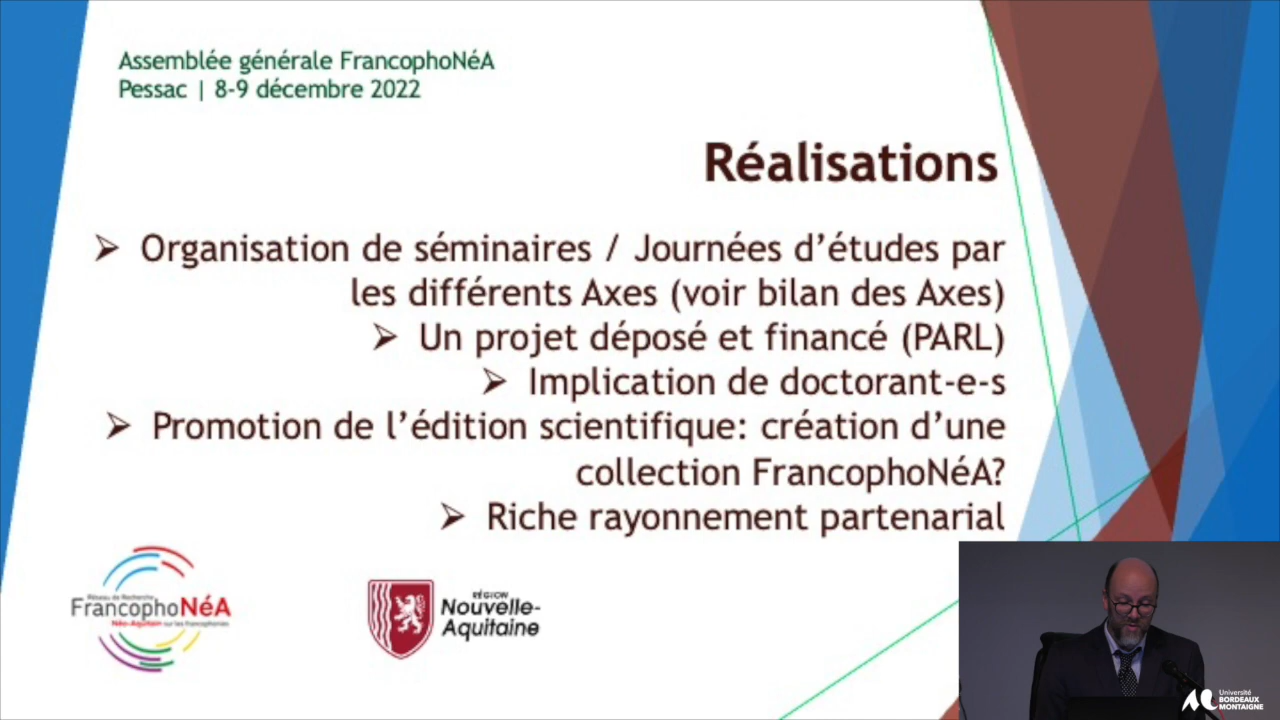 Assemblée générale FrancophoNéA
Pessac | 8-9 décembre 2022
Réalisations
➢ Organisation de séminaires / Journées d’études par
les différents Axes (voir bilan des Axes)
➢ Un projet déposé et financé (PARL)
➢ Implication de doctorant-e-s
➢ Promotion de l’édition scientifique: création d’une
collection FrancophoNéA?
➢ Riche rayonnement partenarial
Réseau de Recherche
FrancophoNéA
Néo-Aquitain sur les francophonies
RÉGION
Nouvelle-
Aquitaine
Université
BORDEAUX
MONTAIGNE